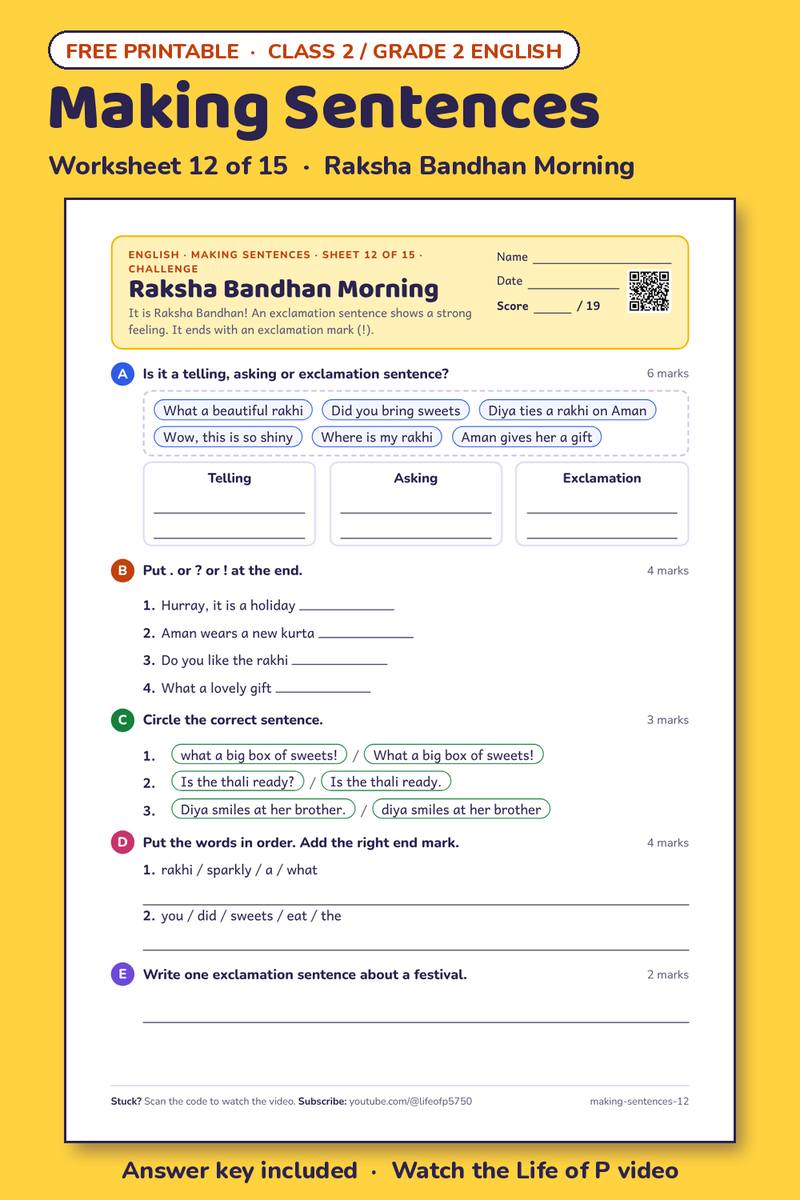 FREE PRINTABLE · CLASS 2 / GRADE 2 ENGLISH
Making Sentences
Worksheet 12 of 15 · Raksha Bandhan Morning
ENGLISH · MAKING SENTENCES · SHEET 12 OF 15 ·
CHALLENGE
Raksha Bandhan Morning
It is Raksha Bandhan! An exclamation sentence shows a strong
feeling. It ends with an exclamation mark (!).
Name
Date
Score / 19
A Is it a telling, asking or exclamation sentence? 6 marks
What a beautiful rakhi Did you bring sweets Diya ties a rakhi on Aman
Wow, this is so shiny Where is my rakhi Aman gives her a gift
Telling Asking Exclamation
B Put . or ? or ! at the end. 4 marks
1. Hurray, it is a holiday
2. Aman wears a new kurta
3. Do you like the rakhi
4. What a lovely gift
C Circle the correct sentence. 3 marks
1. what a big box of sweets! / What a big box of sweets!
2. Is the thali ready? / Is the thali ready.
3. Diya smiles at her brother. / diya smiles at her brother
D Put the words in order. Add the right end mark. 4 marks
1. rakhi / sparkly / a / what
2. you / did / sweets / eat / the
E Write one exclamation sentence about a festival. 2 marks
Stuck? Scan the code to watch the video. Subscribe: youtube.com/@lifeofp5750 making-sentences-12
Answer key included · Watch the Life of P video